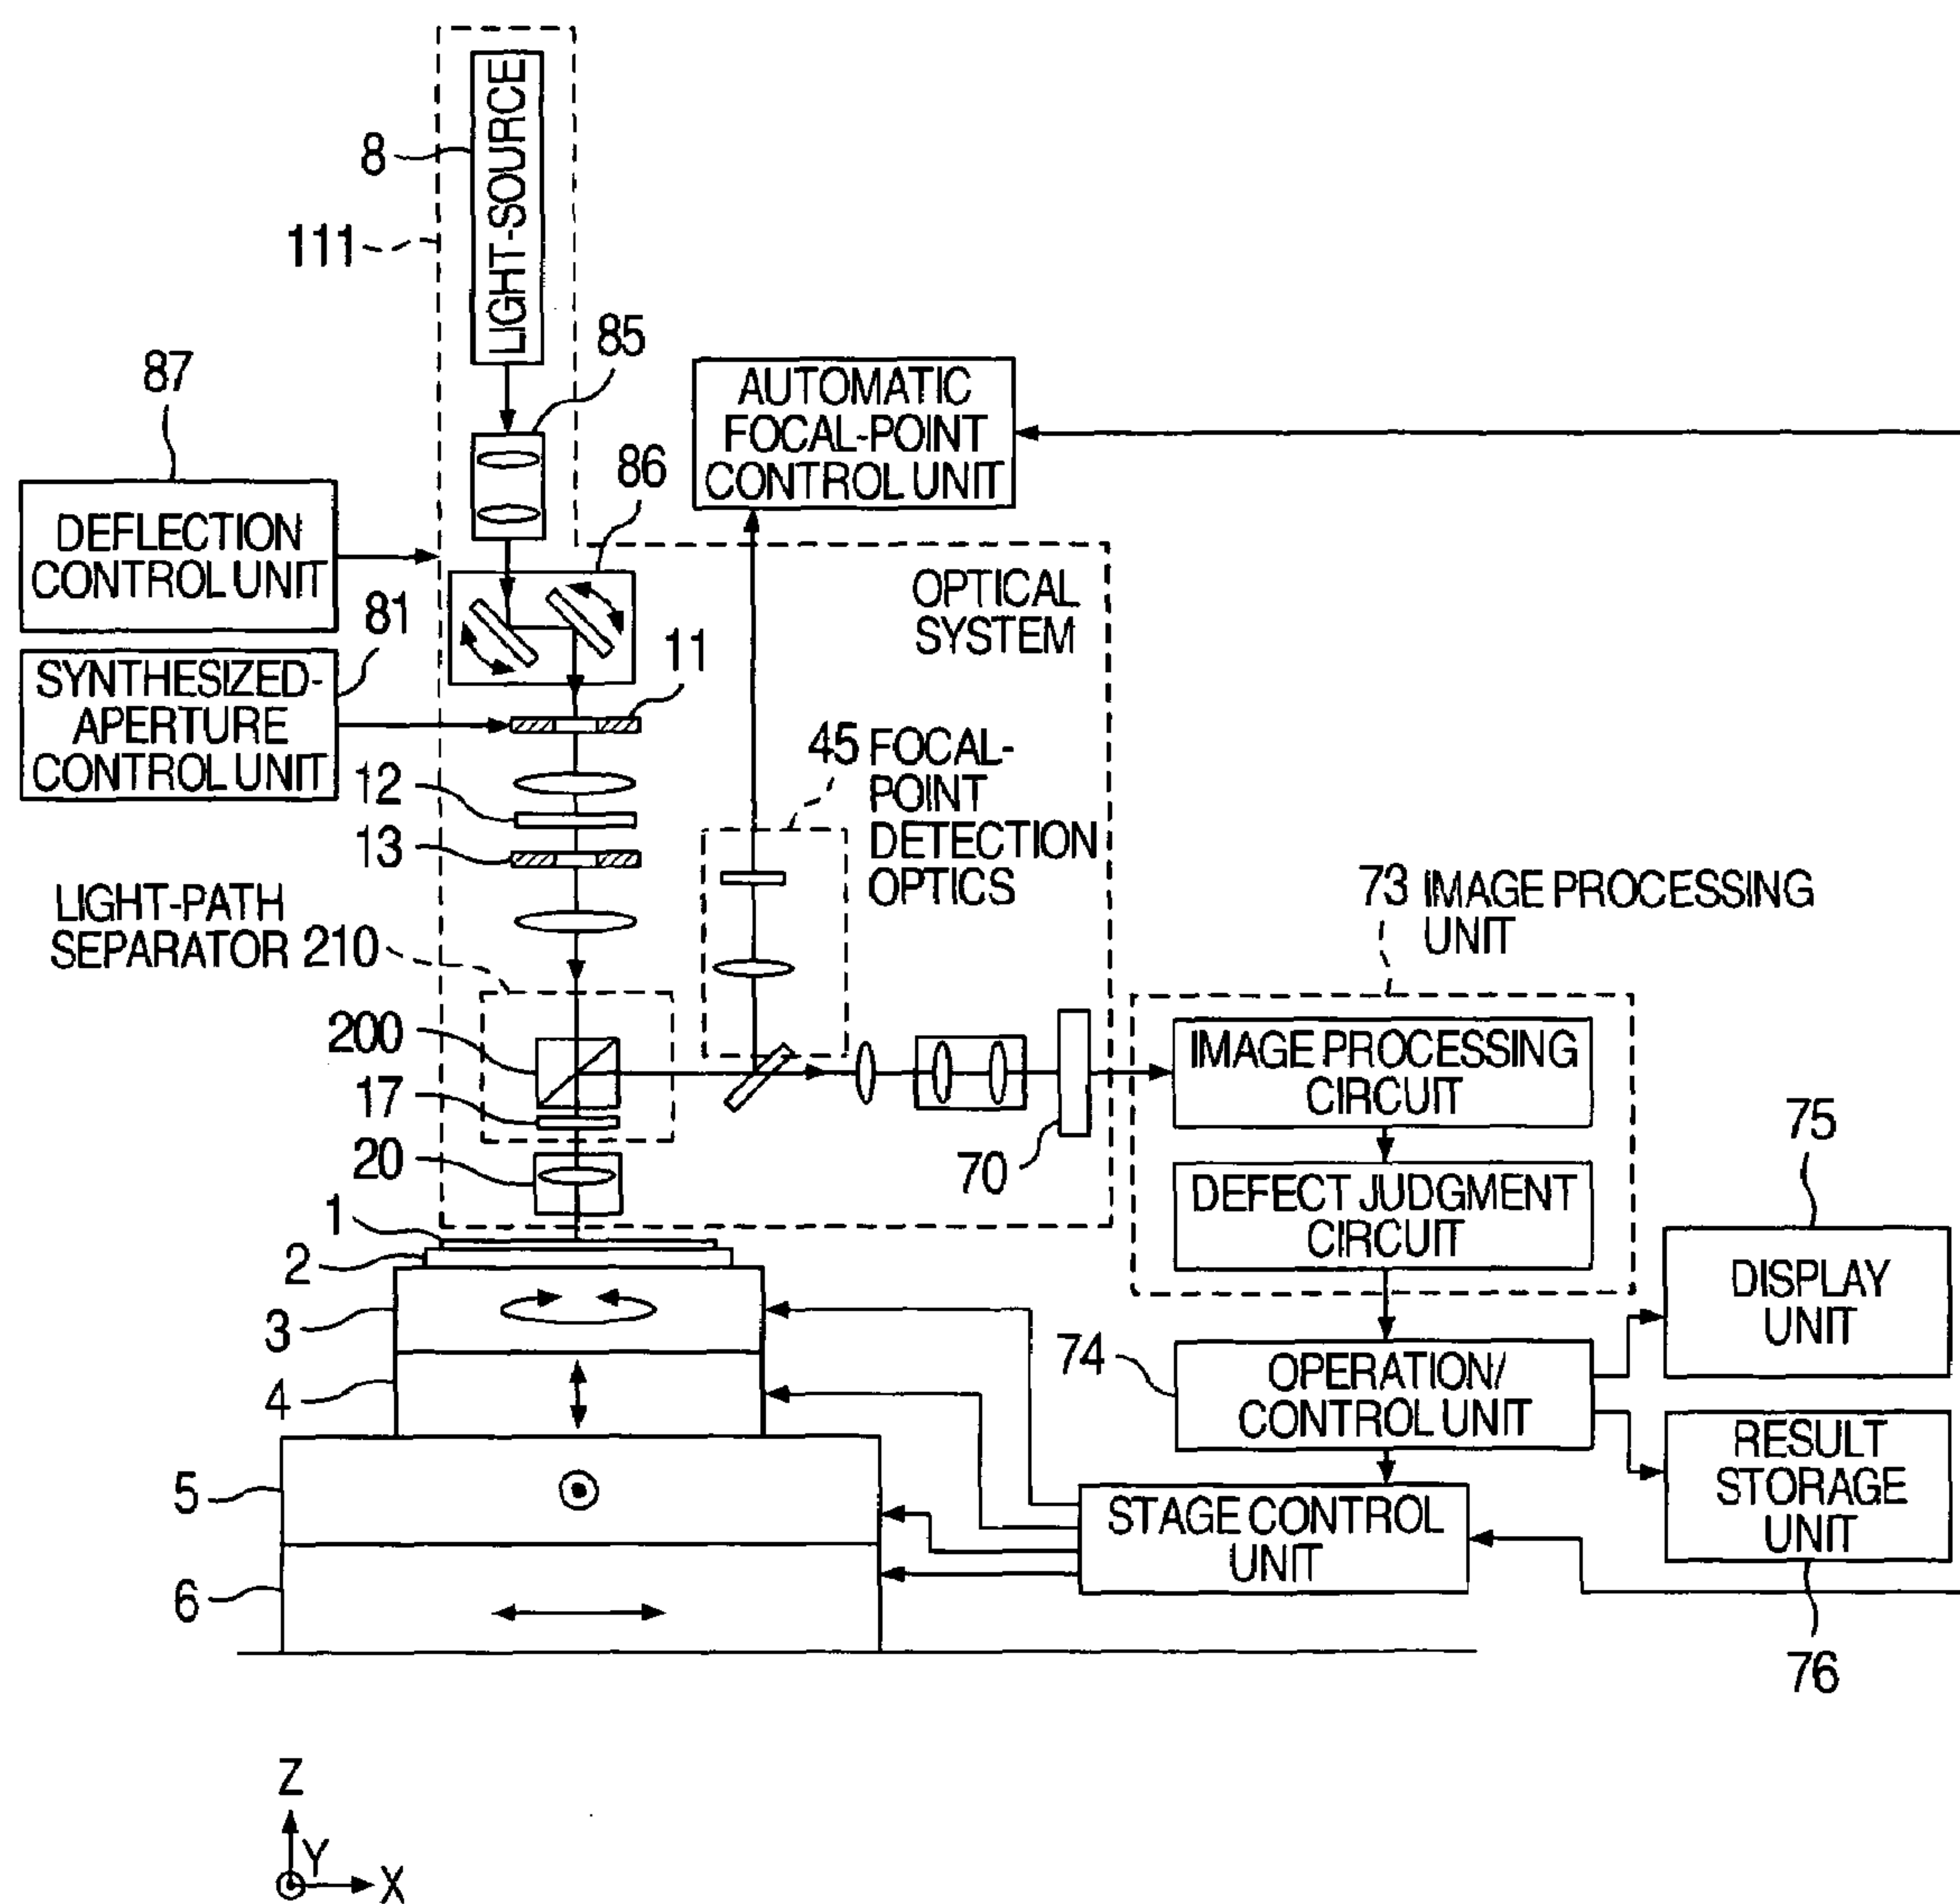 LIGHT-SOURCE
8
111
85
87
AUTOMATIC
FOCAL-POINT
CONTROL UNIT
86
DEFLECTION
CONTROL UNIT
OPTICAL
SYSTEM
81
11
SYNTHESIZED-
APERTURE
CONTROL UNIT
45 FOCAL-
POINT
DETECTION
OPTICS
12
13
73 IMAGE PROCESSING
UNIT
LIGHT-PATH
SEPARATOR 210
200
IMAGE PROCESSING
CIRCUIT
17
75
20
70
DEFECT JUDGMENT
CIRCUIT
1
2
DISPLAY
UNIT
3
74
OPERATION/
CONTROL UNIT
4
RESULT
STORAGE
UNIT
5
STAGE CONTROL
UNIT
6
76
Z
Y
X